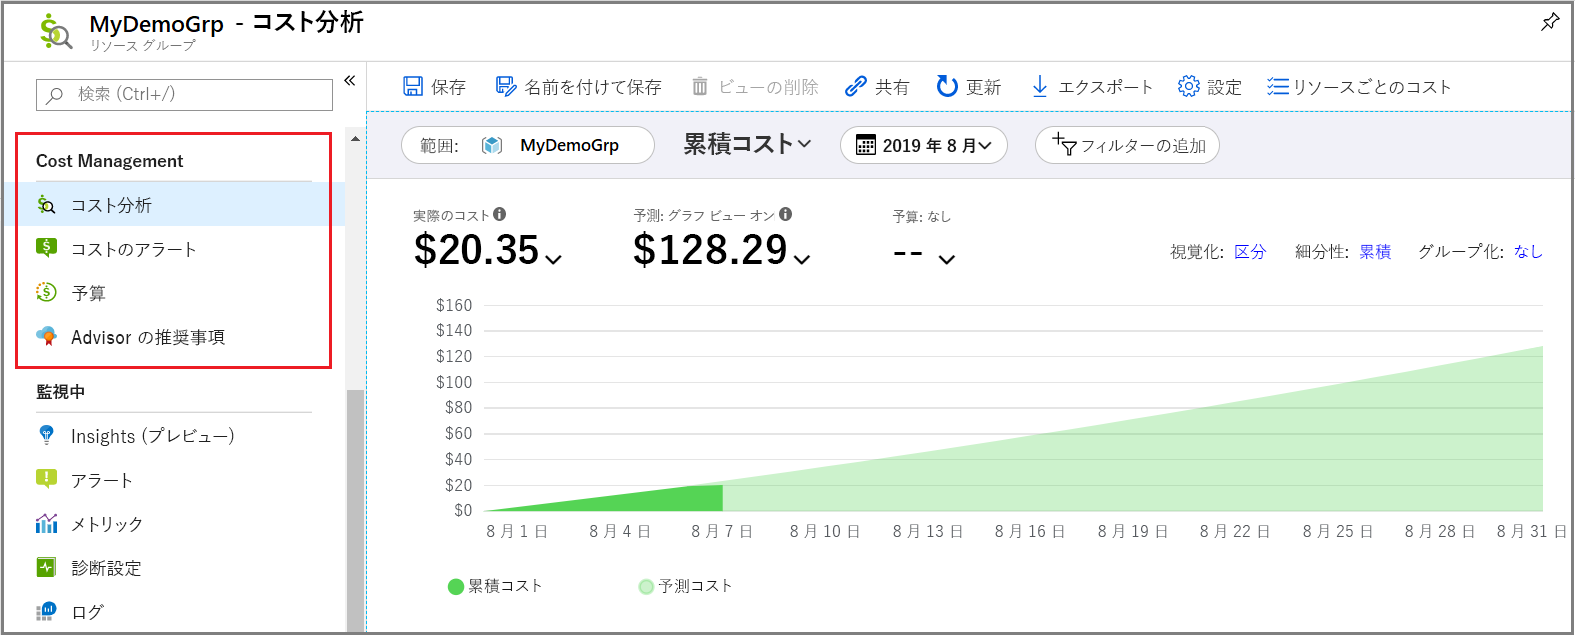 MyDemoGrp - コスト分析
リソース グループ
検索 (Ctrl+/)
保存
名前を付けて保存
ビューの削除
共有
更新
エクスポート
設定
リソースごとのコスト
Cost Management
コスト分析
コストのアラート
予算
Advisor の推奨事項
監視中
Insights (プレビュー)
アラート
メトリック
診断設定
ログ
範囲: MyDemoGrp
累積コスト
2019 年 8 月
フィルターの追加
実際のコスト
$20.35
予測: グラフ ビュー オン
$128.29
予算: なし
--
視覚化: 区分
細分性: 累積
グループ化: なし
$160
$140
$120
$100
$80
$60
$40
$20
$0
8 月 1 日
8 月 4 日
8 月 7 日
8 月 10 日
8 月 13 日
8 月 16 日
8 月 19 日
8 月 22 日
8 月 25 日
8 月 28 日
8 月 31 日
累積コスト
予測コスト